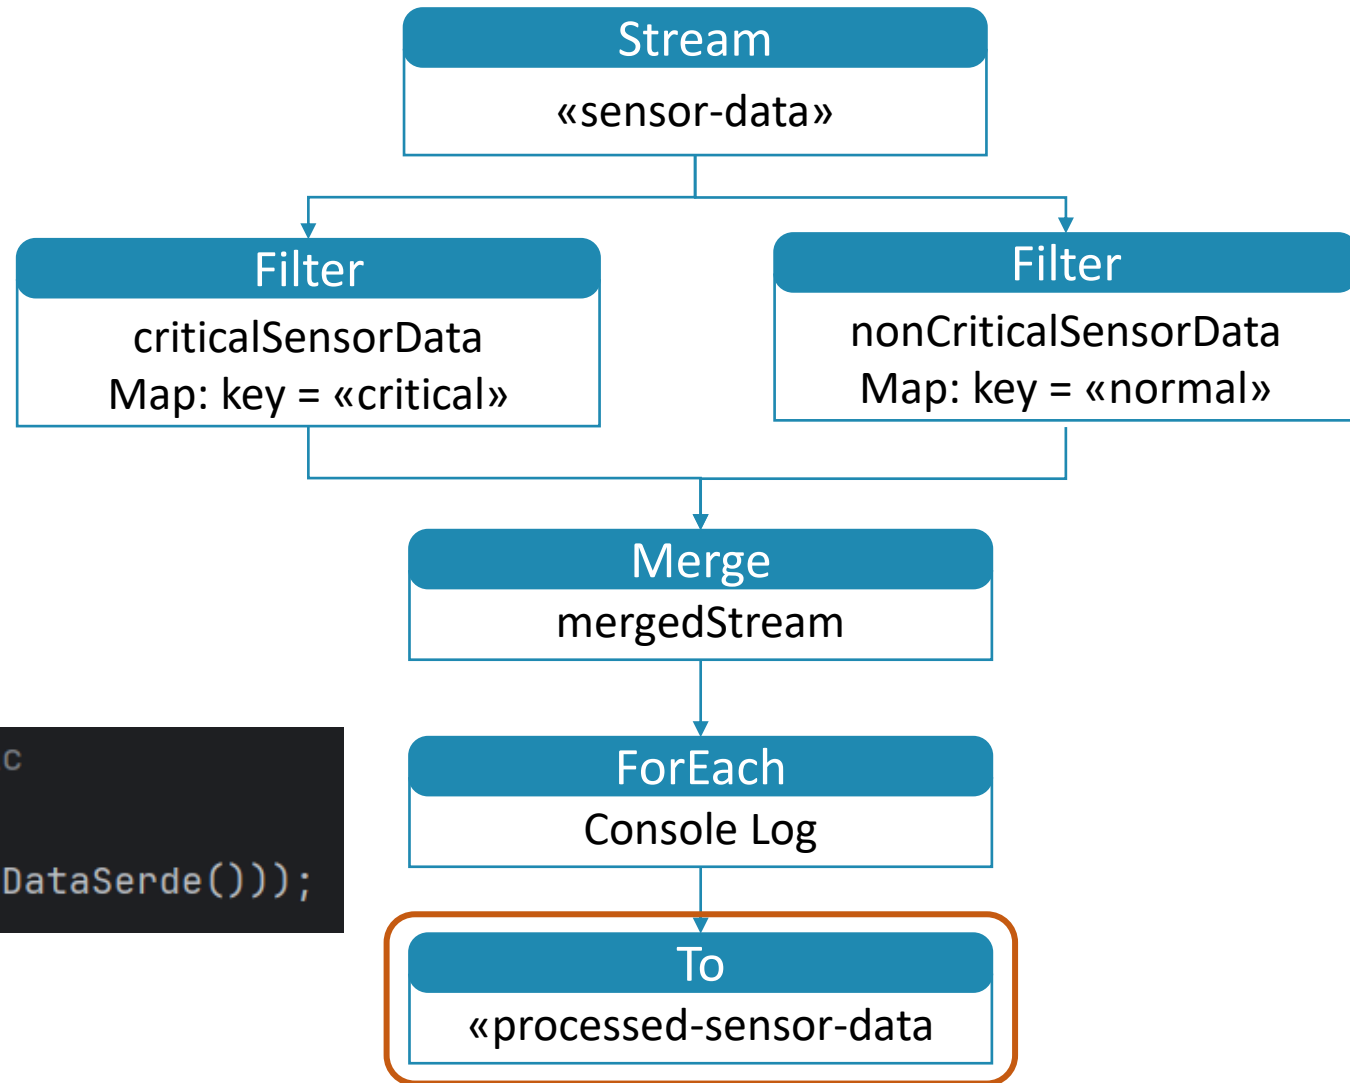 Stream
«sensor-data»
Filter
criticalSensorData
Map: key = «critical»
Filter
nonCriticalSensorData
Map: key = «normal»
Merge
mergedStream
ForEach
Console Log
c
DataSerde()));
To
«processed-sensor-data